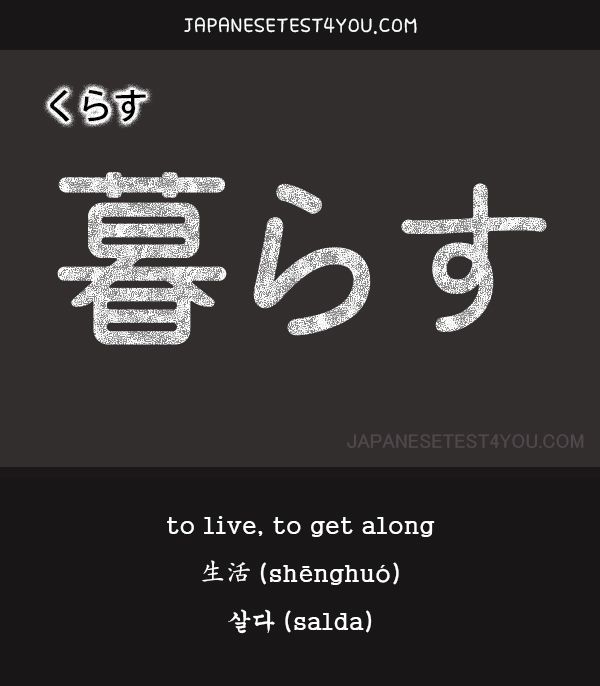 JAPANESETEST4YOU.COM
くらす
暮らす
JAPANESETEST4YOU.COM
to live, to get along
生活 (shēnghuó)
살다 (salda)